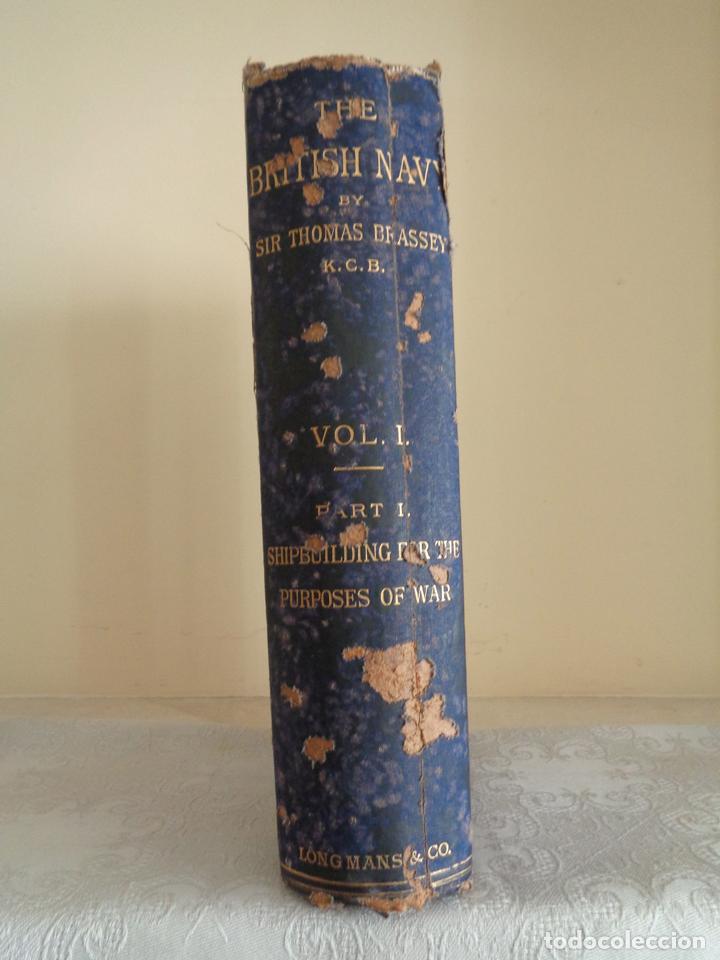 THE
BRITISH NAVY
BY
SIR THOMAS BRASSEY
K.C.B.
VOL. I.
PART I.
SHIPBUILDING FOR THE
PURPOSES OF WAR
LONGMANS & CO.
todocoleccion